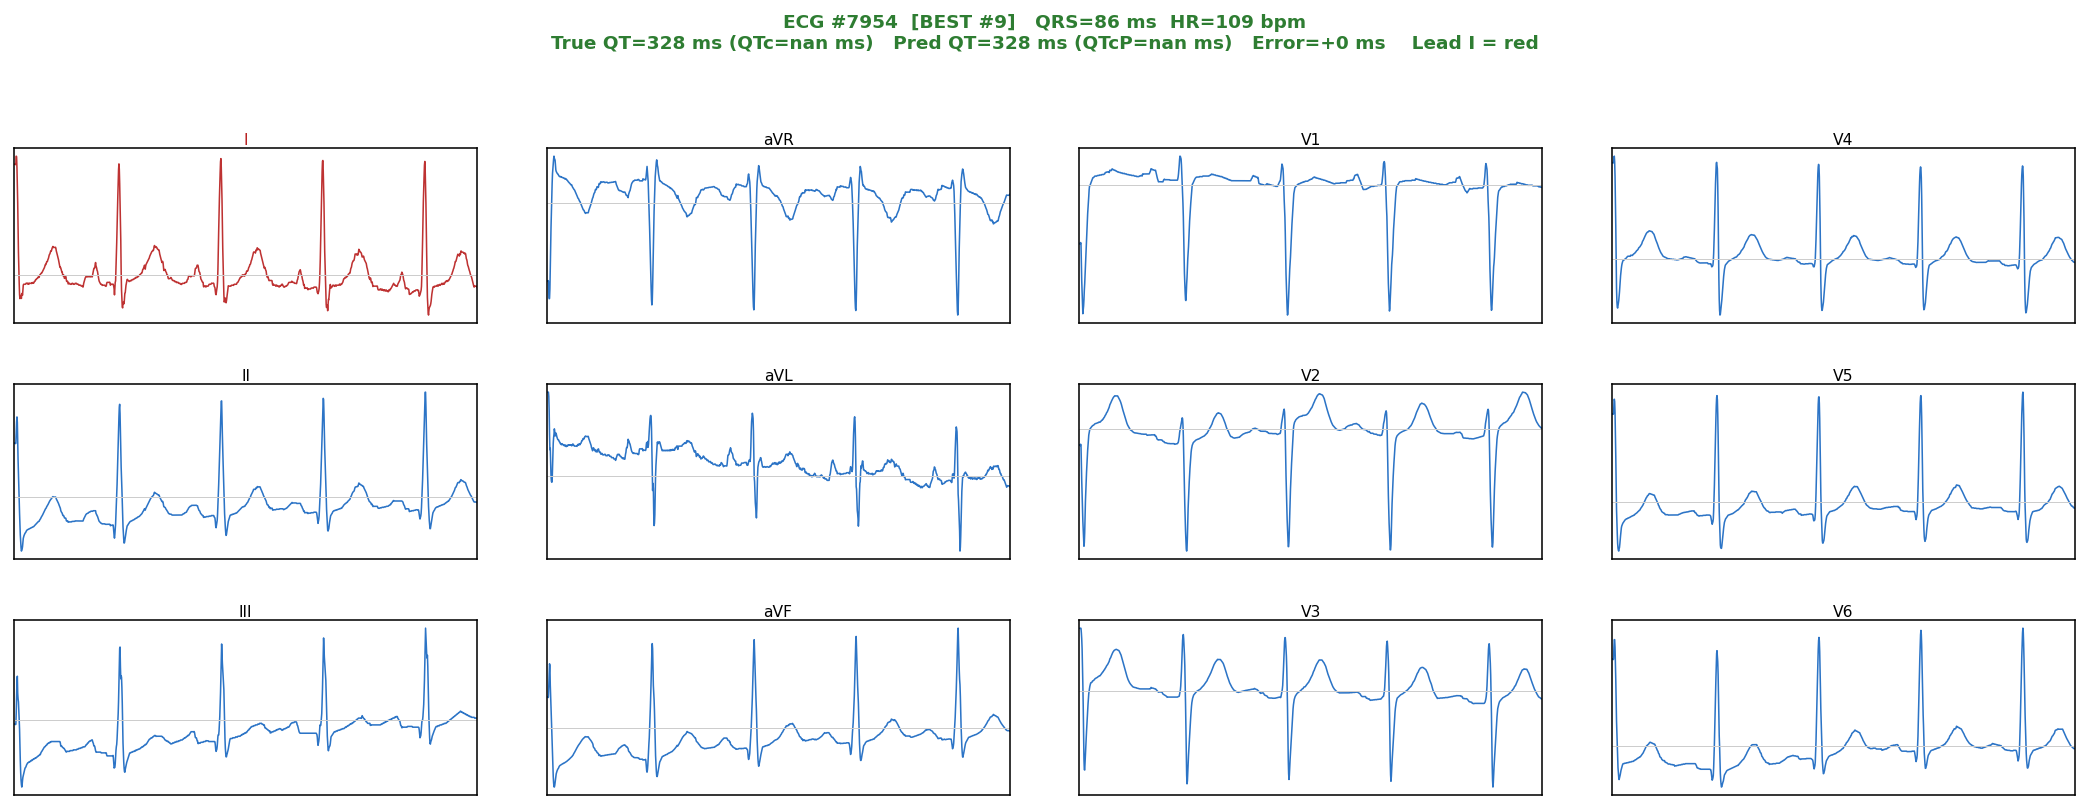 ECG #7954  [BEST #9]   QRS=86 ms  HR=109 bpm
True QT=328 ms (QTc=nan ms)   Pred QT=328 ms (QTcP=nan ms)   Error=+0 ms    Lead I = red
I
aVR
V1
V4
II
aVL
V2
V5
III
aVF
V3
V6